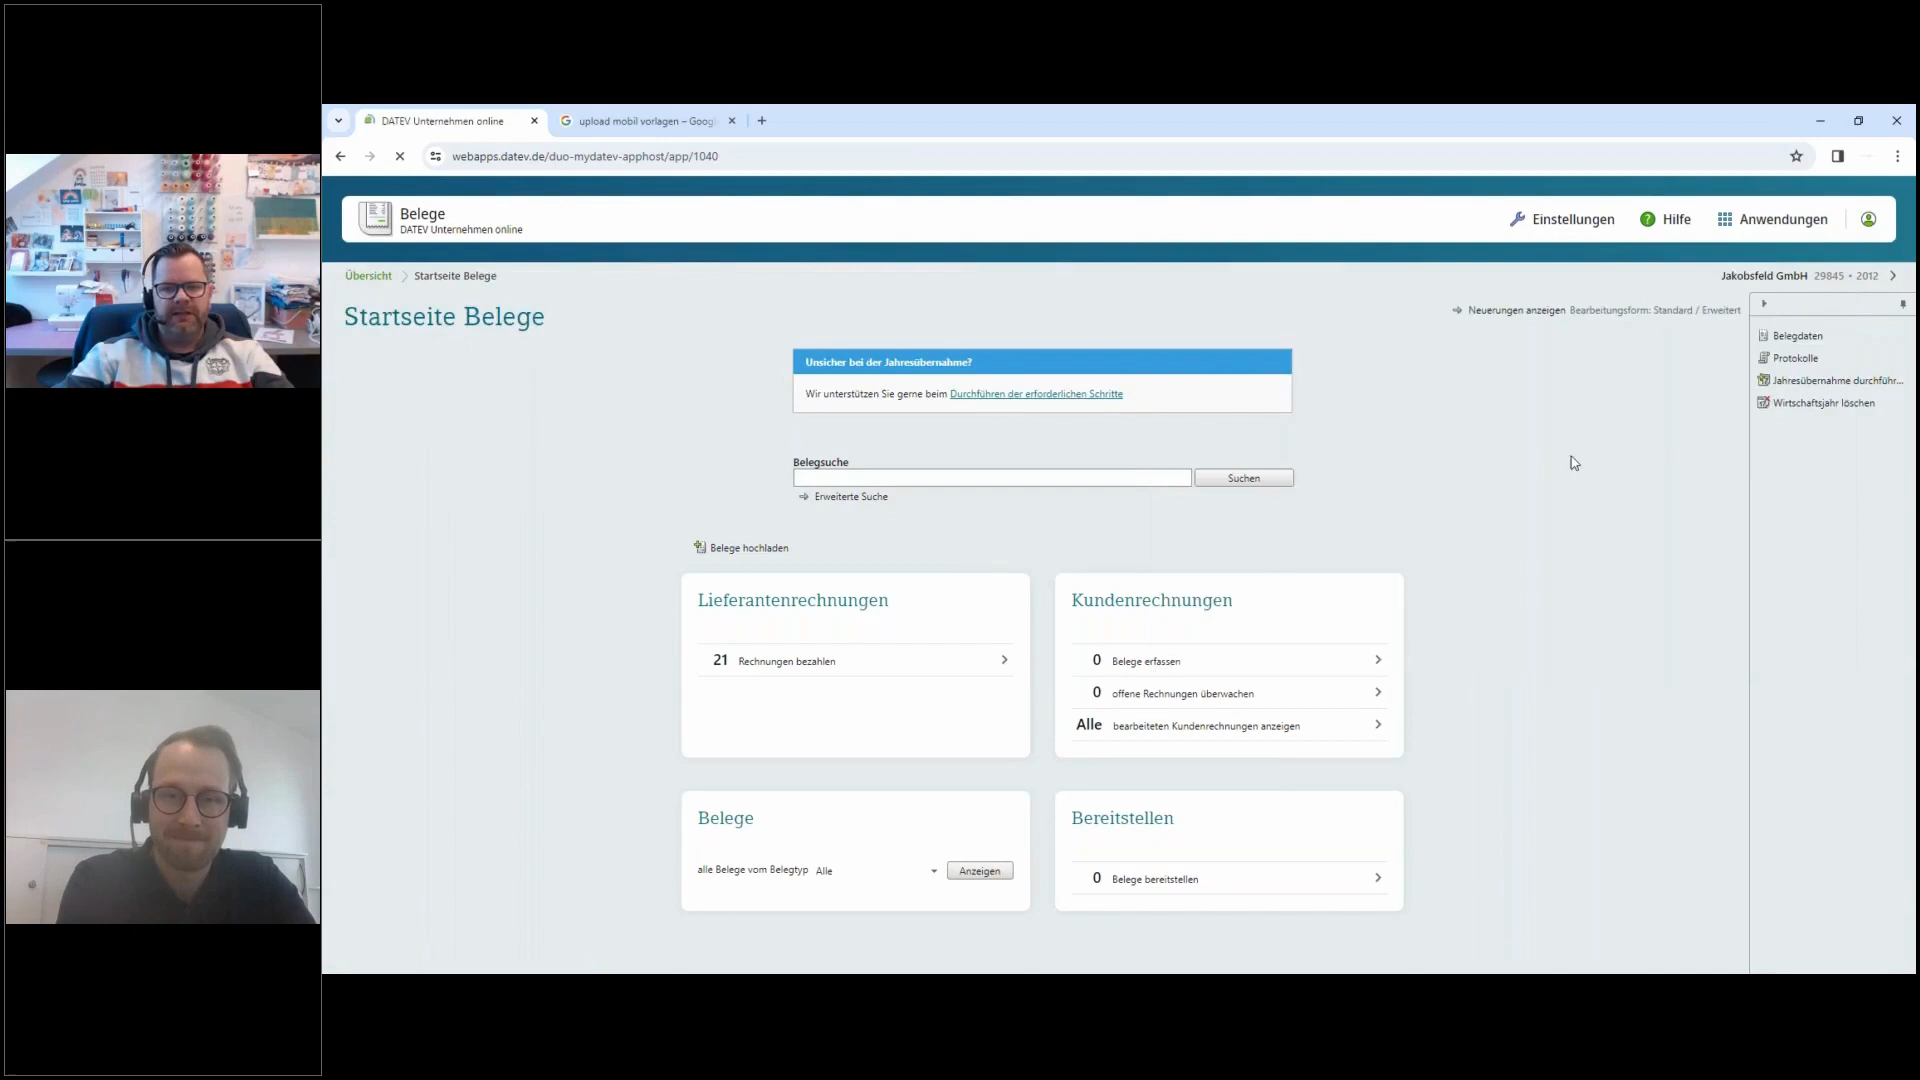 DATEV Unternehmen online
upload mobil vorlagen – Googl
webapps.datev.de/duo-mydatev-apphost/app/1040
Belege
DATEV Unternehmen online
Einstellungen
Hilfe
Anwendungen
Übersicht
Startseite Belege
Jakobsfeld GmbH 29845 • 2012
Startseite Belege
Neuerungen anzeigen
Bearbeitungsform: Standard / Erweitert
Belegdaten
Protokolle
Jahresübernahme durchführ...
Wirtschaftsjahr löschen
Unsicher bei der Jahresübernahme?
Wir unterstützen Sie gerne beim Durchführen der erforderlichen Schritte
Belegsuche
Suchen
Erweiterte Suche
Belege hochladen
Lieferantenrechnungen
21 Rechnungen bezahlen
Kundenrechnungen
0 Belege erfassen
0 offene Rechnungen überwachen
Alle bearbeiteten Kundenrechnungen anzeigen
Belege
alle Belege vom Belegtyp Alle
Anzeigen
Bereitstellen
0 Belege bereitstellen